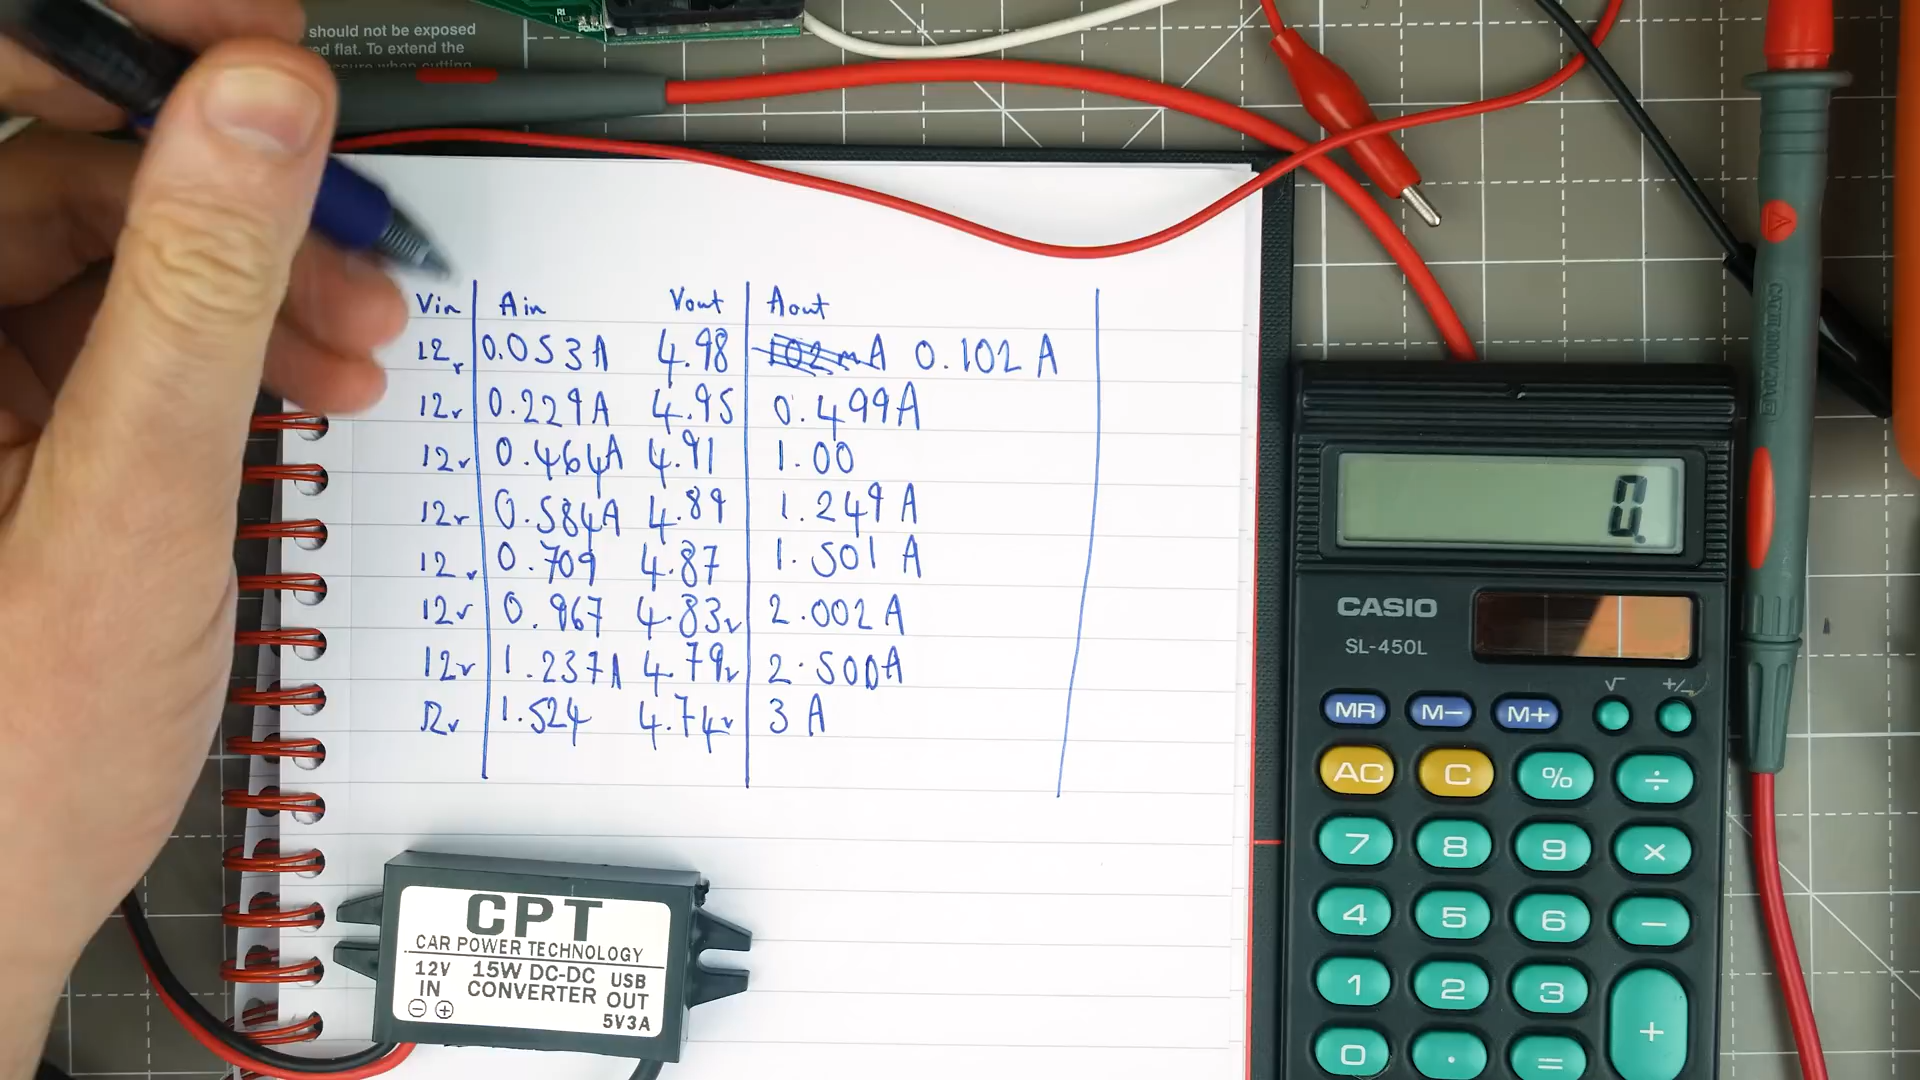 should not be exposed
ed flat. To extend the
pressure when cutting
R1
Vin Ain Vout Aout
12v 0.053A 4.98 102mA 0.102 A
12v 0.229A 4.95 0.499A
12v 0.464A 4.91 1.00
12v 0.584A 4.89 1.249 A
12v 0.709 4.87 1.501 A
12v 0.967 4.83v 2.002 A
12v 1.237A 4.79v 2.500A
12v 1.524 4.74v 3 A
0.
CASIO
SL-450L
√ +/−
MR M− M+
AC C % ÷
7 8 9 ×
4 5 6 −
1 2 3 +
0 . =
CPT
CAR POWER TECHNOLOGY
12V IN
15W DC-DC CONVERTER
USB OUT
5V3A
⊖ ⊕